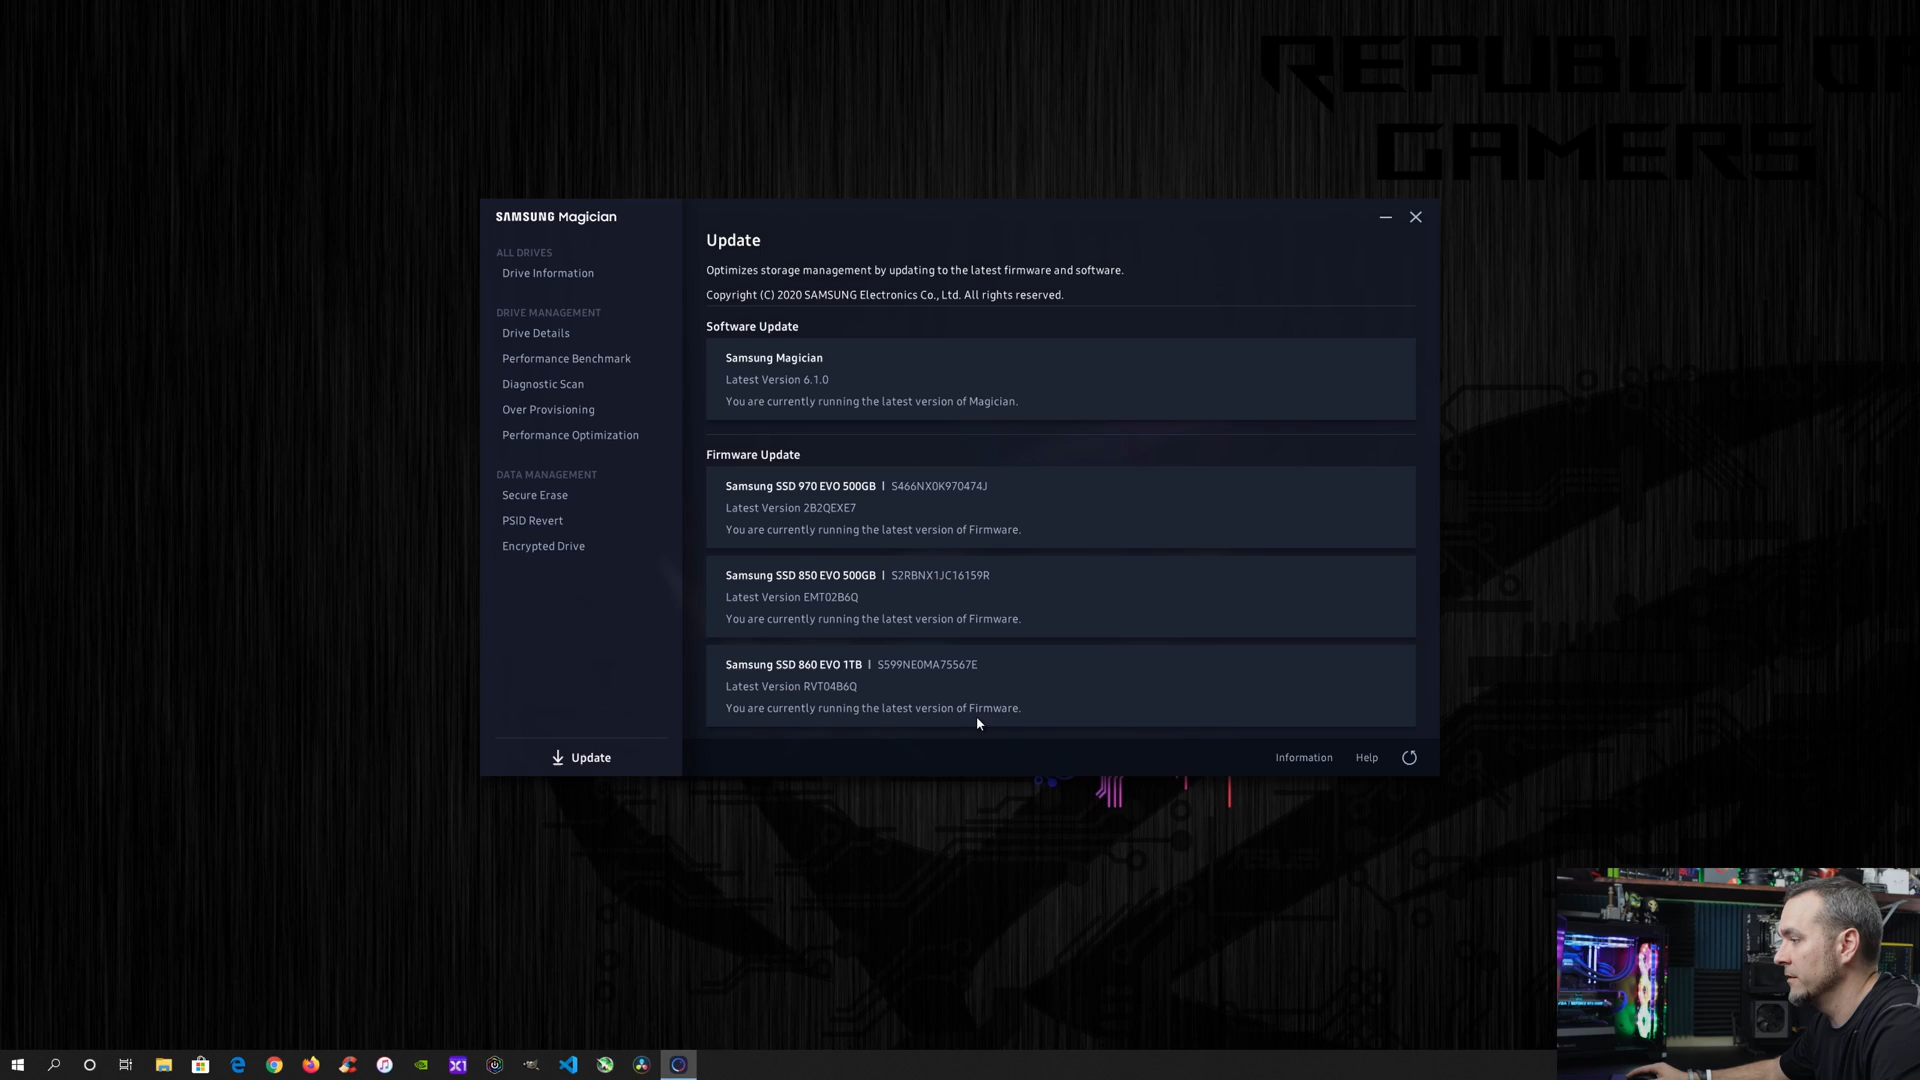 REPUBLIC OF
GAMERS
SAMSUNG Magician
ALL DRIVES
Drive Information
DRIVE MANAGEMENT
Drive Details
Performance Benchmark
Diagnostic Scan
Over Provisioning
Performance Optimization
DATA MANAGEMENT
Secure Erase
PSID Revert
Encrypted Drive
Update
Update
Optimizes storage management by updating to the latest firmware and software.
Copyright (C) 2020 SAMSUNG Electronics Co., Ltd. All rights reserved.
Software Update
Samsung Magician
Latest Version 6.1.0
You are currently running the latest version of Magician.
Firmware Update
Samsung SSD 970 EVO 500GB | S466NX0K970474J
Latest Version 2B2QEXE7
You are currently running the latest version of Firmware.
Samsung SSD 850 EVO 500GB | S2RBNX1JC16159R
Latest Version EMT02B6Q
You are currently running the latest version of Firmware.
Samsung SSD 860 EVO 1TB | S599NE0MA75567E
Latest Version RVT04B6Q
You are currently running the latest version of Firmware.
Information Help
X1